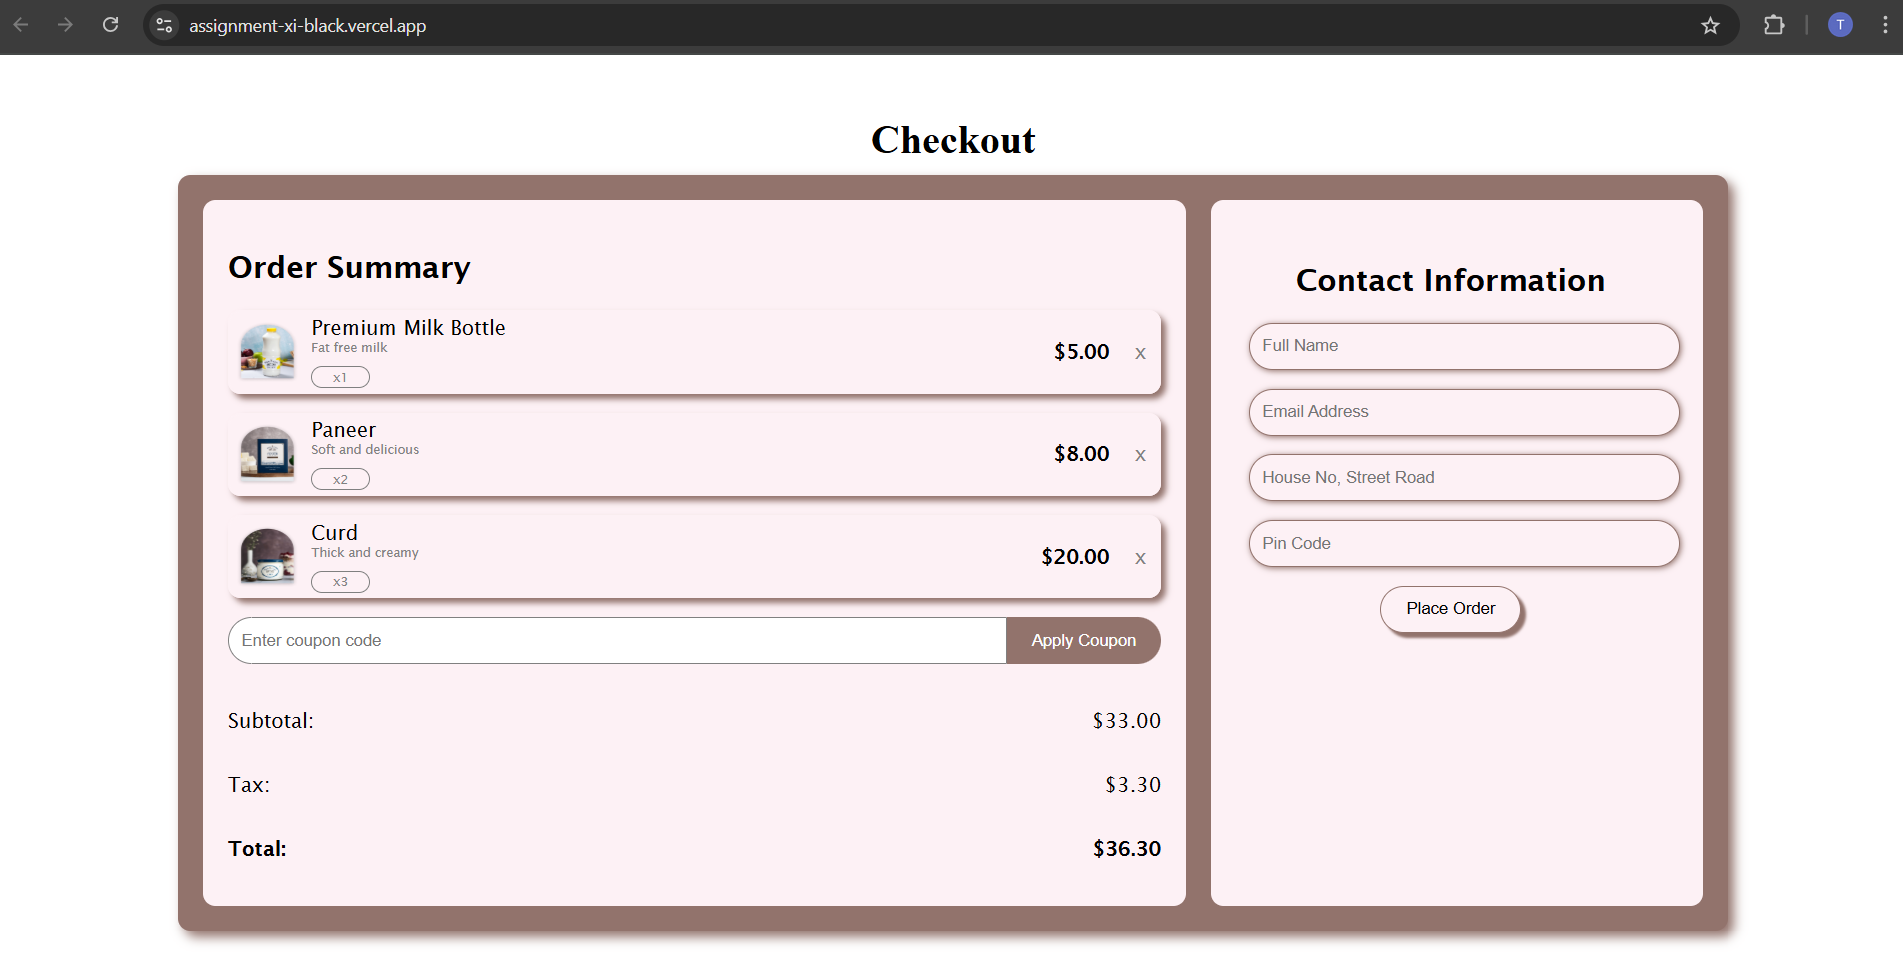 assignment-xi-black.vercel.app
T
Checkout
Order Summary
Premium Milk Bottle
Fat free milk
x1
$5.00 x
Paneer
Soft and delicious
x2
$8.00 x
Curd
Thick and creamy
x3
$20.00 x
Enter coupon code Apply Coupon
Subtotal: $33.00
Tax: $3.30
Total: $36.30
Contact Information
Full Name
Email Address
House No, Street Road
Pin Code
Place Order